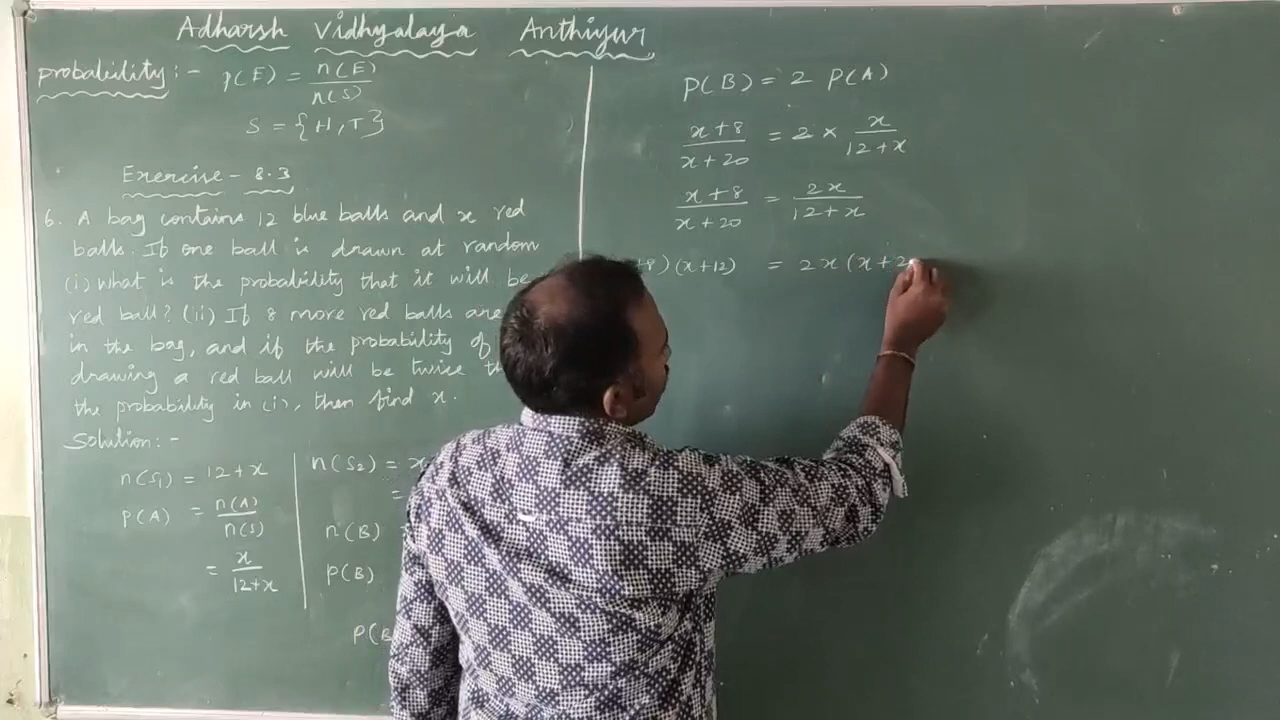 Adharsh Vidhyalaya Anthiyur
probability :- p(E) = n(E)/n(S)
S = {H, T}
Exercise - 8.3
6. A bag contains 12 blue balls and x red
balls. If one ball is drawn at random
(i) what is the probability that it will be
red ball? (ii) If 8 more red balls are
in the bag, and if the probability of
drawing a red ball will be twice
the probability in (i), then find x.
Solution :-
n(S1) = 12+x
P(A) = n(A)/n(S)
= x/12+x
n(S2) =
=
n(B)
P(B)
P(B
P(B) = 2 P(A)
x+8/x+20 = 2 × x/12+x
x+8/x+20 = 2x/12+x
+8)(x+12) = 2x(x+2